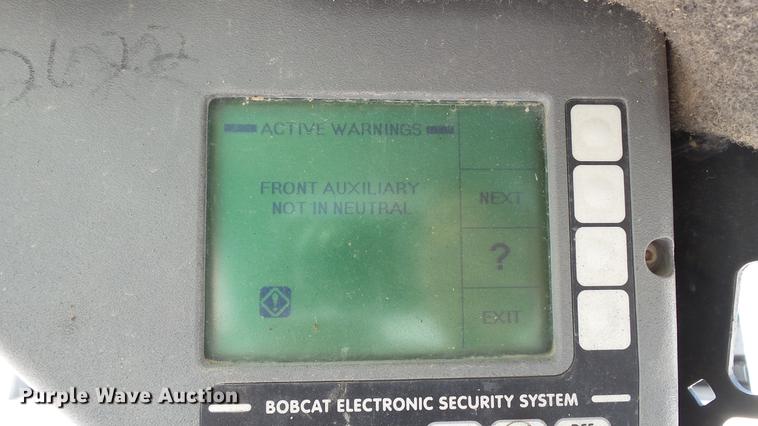 ACTIVE WARNINGS
FRONT AUXILIARY
NOT IN NEUTRAL
NEXT
?
EXIT
Purple Wave Auction
BOBCAT ELECTRONIC SECURITY SYSTEM